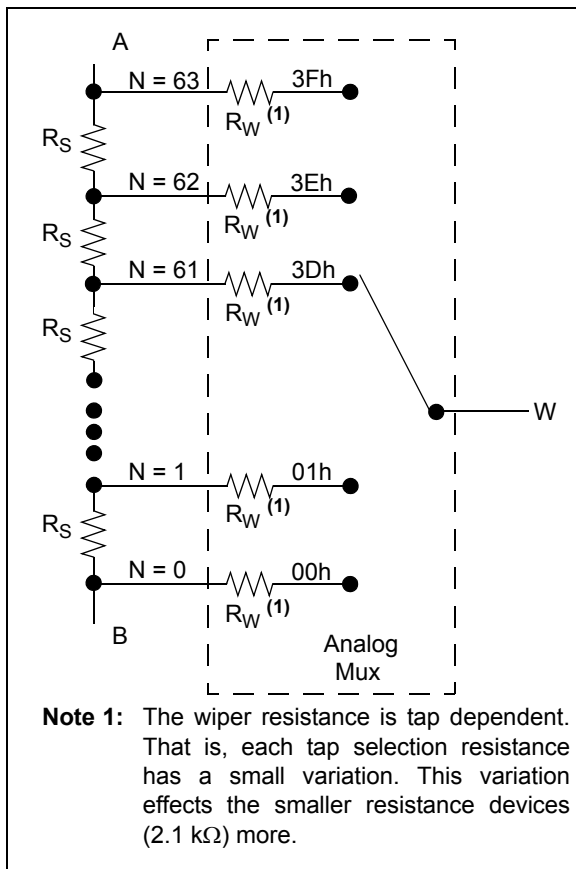 A
N = 63
3Fh
RW (1)
RS
N = 62
3Eh
RW (1)
RS
N = 61
3Dh
RW (1)
RS
W
N = 1
01h
RW (1)
RS
N = 0
00h
RW (1)
B
Analog
Mux
Note 1: The wiper resistance is tap dependent.
That is, each tap selection resistance
has a small variation. This variation
effects the smaller resistance devices
(2.1 kΩ) more.